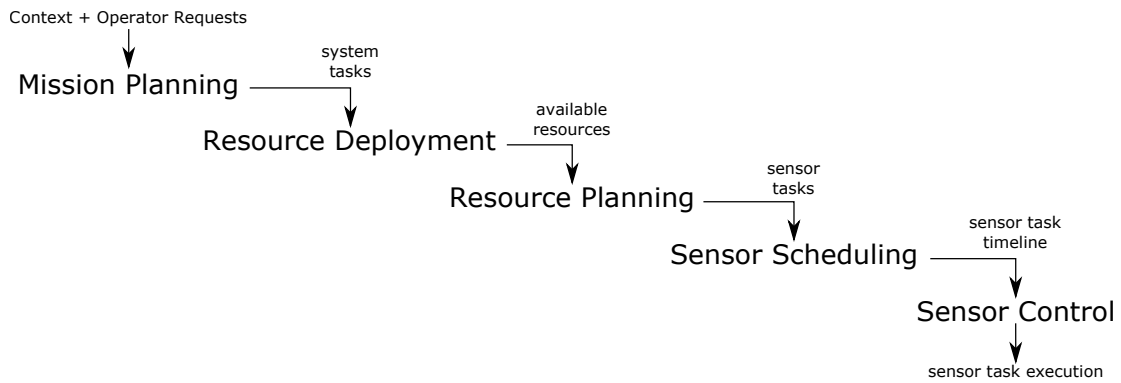 Context + Operator Requests
Mission Planning
system
tasks
Resource Deployment
available
resources
Resource Planning
sensor
tasks
Sensor Scheduling
sensor task
timeline
Sensor Control
sensor task execution